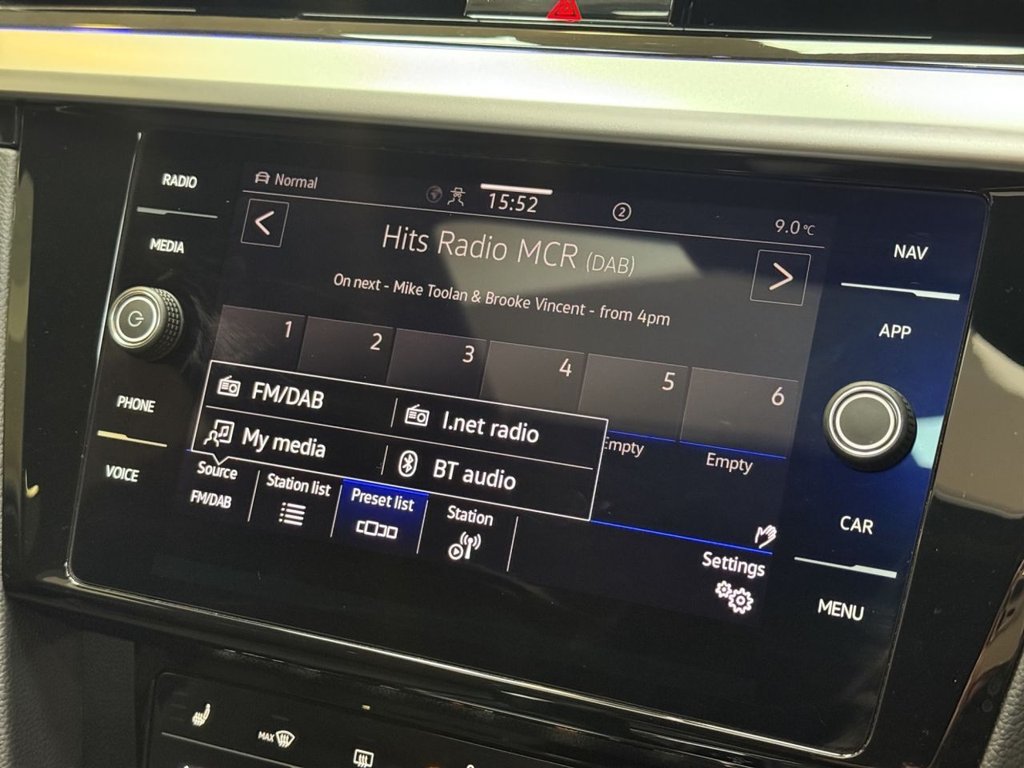 RADIO
MEDIA
PHONE
VOICE
Normal
15:52
2
9.0°C
Hits Radio MCR (DAB)
On next - Mike Toolan & Brooke Vincent - from 4pm
1 2 3 4 5 6
Empty Empty
FM/DAB I.net radio
My media BT audio
Source
FM/DAB
Station list
Preset list
Station
Settings
NAV
APP
CAR
MENU
MAX